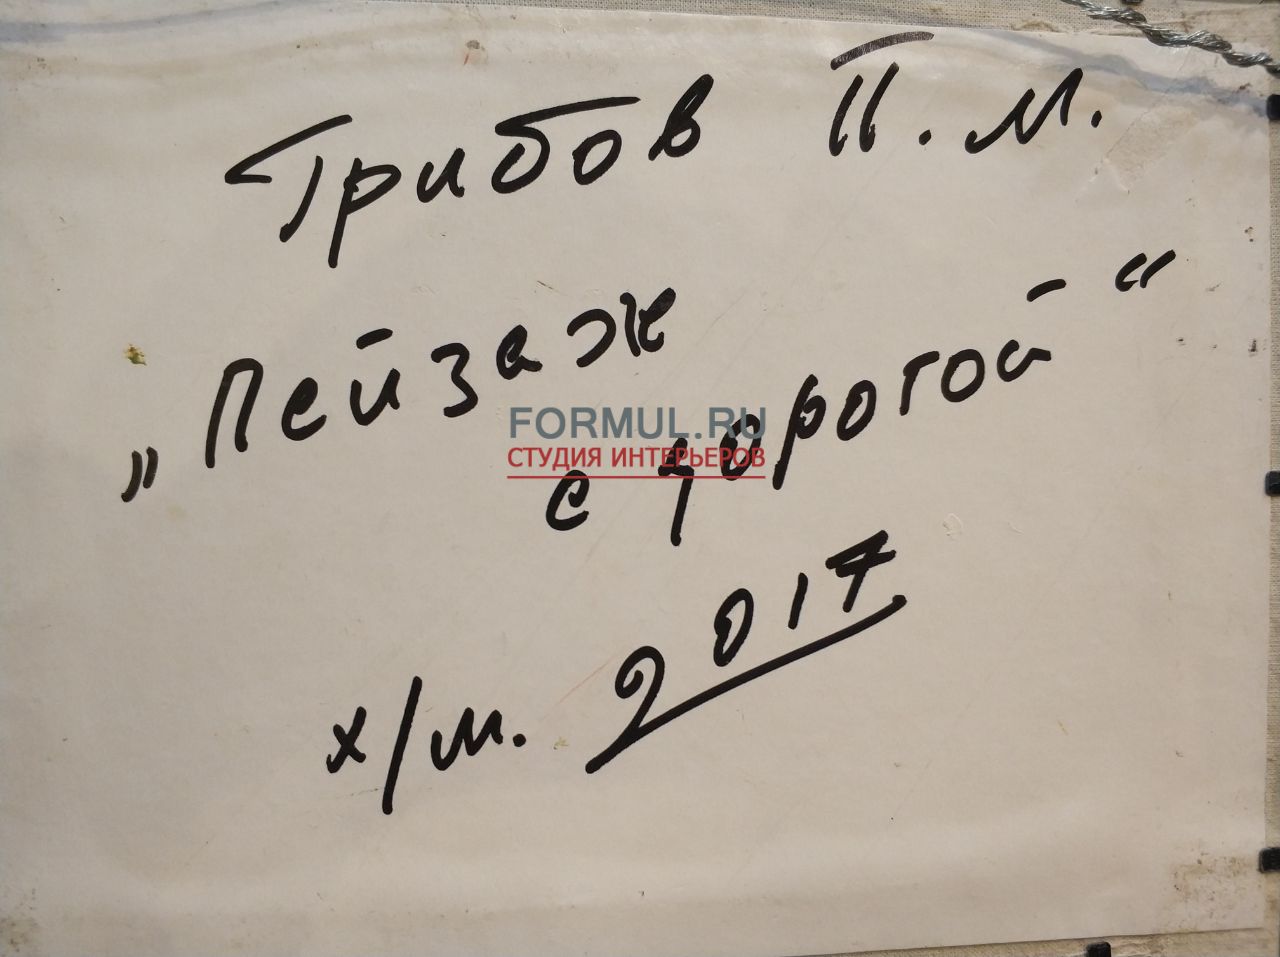 Грибов П. М.
„Пейзаж
с дорогой“
FORMUL.RU
СТУДИЯ ИНТЕРЬЕРОВ
х/м. 2017